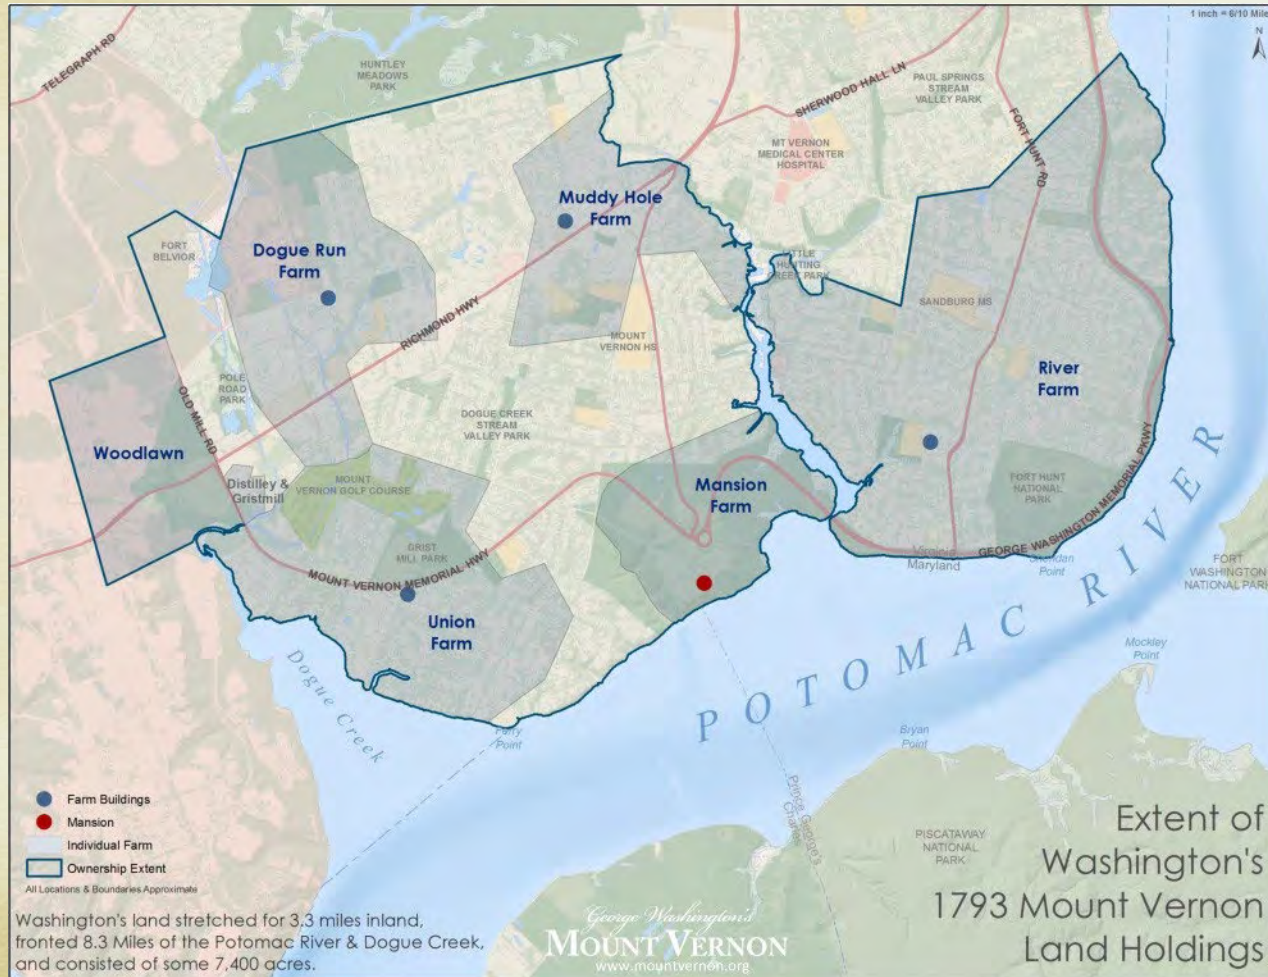 1 inch = 6/10 Mile
N
TELEGRAPH RD
HUNTLEY
MEADOWS
PARK
SHERWOOD HALL LN
PAUL SPRINGS
STREAM
VALLEY PARK
FORT HUNT RD
MT VERNON
MEDICAL CENTER
HOSPITAL
Muddy Hole
Farm
FORT
BELVIOR
Dogue Run
Farm
LITTLE
HUNTING
CREEK PARK
RICHMOND HWY
SANDBURG MS
MOUNT
VERNON HS
River
Farm
POLE
ROAD
PARK
OLD MILL RD
DOGUE CREEK
STREAM
VALLEY PARK
Woodlawn
Distilley &
Gristmill
MOUNT
VERNON GOLF COURSE
Mansion
Farm
FORT HUNT
NATIONAL
PARK
GEORGE WASHINGTON MEMORIAL PKWY
GRIST
MILL PARK
MOUNT VERNON MEMORIAL HWY
Virginia
Maryland
Sheridan
Point
FORT
WASHINGTON
NATIONAL PARK
Union
Farm
POTOMAC RIVER
Mockley
Point
Dogue Creek
Ferry
Point
Bryan
Point
Prince George's
Charles
PISCATAWAY
NATIONAL
PARK
Farm Buildings
Mansion
Individual Farm
Ownership Extent
All Locations & Boundaries Approximate
Washington's land stretched for 3.3 miles inland,
fronted 8.3 Miles of the Potomac River & Dogue Creek,
and consisted of some 7,400 acres.
George Washington's
MOUNT VERNON
www.mountvernon.org
Extent of
Washington's
1793 Mount Vernon
Land Holdings